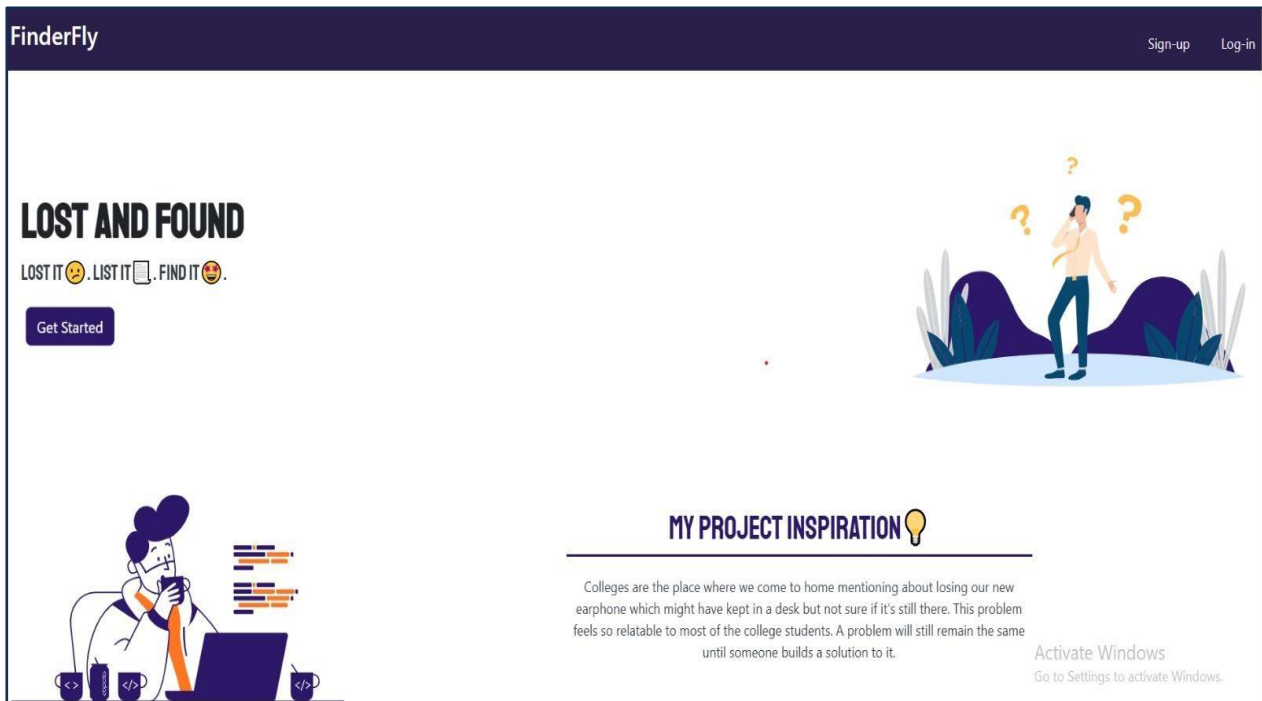 FinderFly
Sign-up Log-in
LOST AND FOUND
LOST IT😕. LIST IT📃. FIND IT🤩.
Get Started
MY PROJECT INSPIRATION💡
Colleges are the place where we come to home mentioning about losing our new
earphone which might have kept in a desk but not sure if it's still there. This problem
feels so relatable to most of the college students. A problem will still remain the same
until someone builds a solution to it.
Activate Windows
Go to Settings to activate Windows.